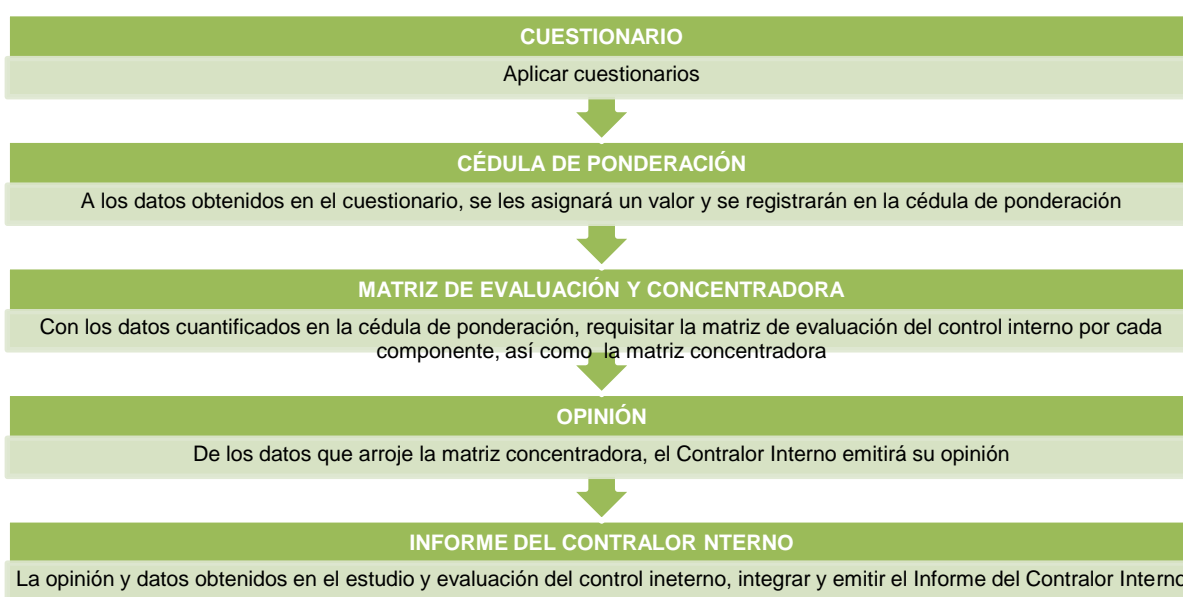 CUESTIONARIO
Aplicar cuestionarios
CÉDULA DE PONDERACIÓN
A los datos obtenidos en el cuestionario, se les asignará un valor y se registrarán en la cédula de ponderación
MATRIZ DE EVALUACIÓN Y CONCENTRADORA
Con los datos cuantificados en la cédula de ponderación, requisitar la matriz de evaluación del control interno por cada
componente, así como la matriz concentradora
OPINIÓN
De los datos que arroje la matriz concentradora, el Contralor Interno emitirá su opinión
INFORME DEL CONTRALOR NTERNO
La opinión y datos obtenidos en el estudio y evaluación del control ineterno, integrar y emitir el Informe del Contralor Interno